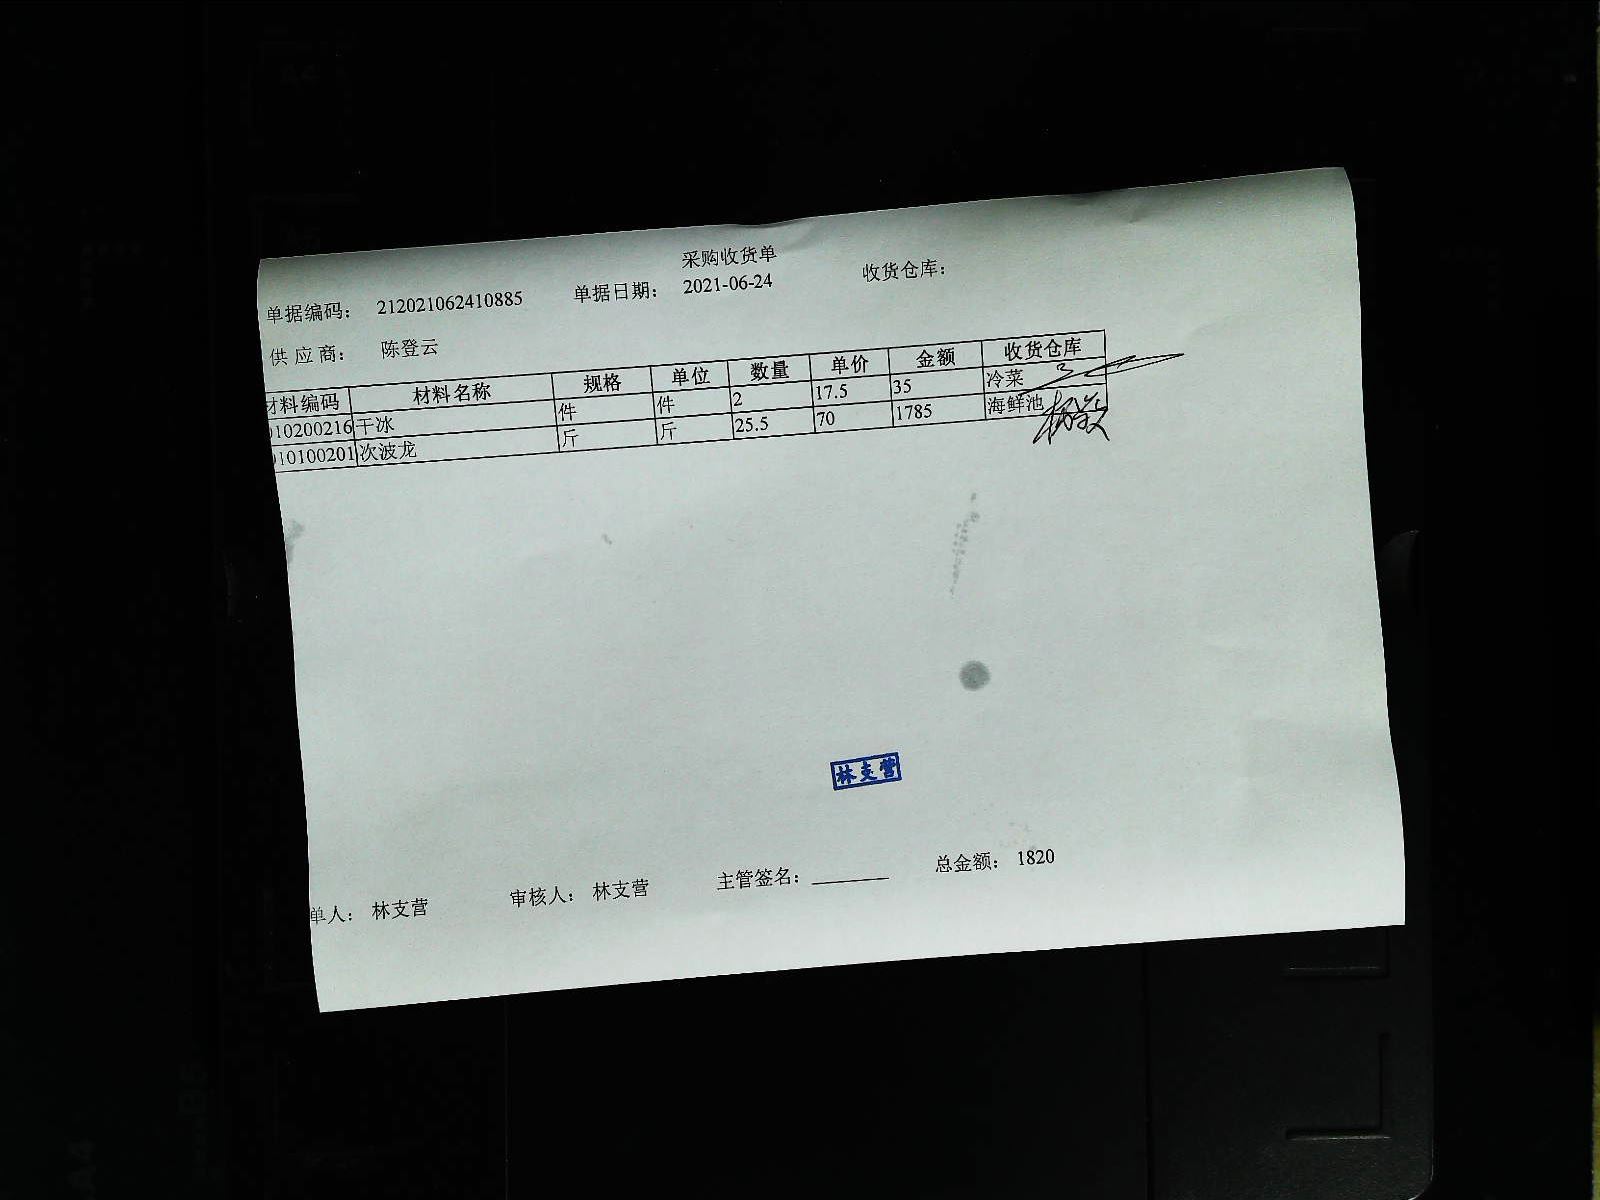 采购收货单
单据编码： 212021062410885 单据日期： 2021-06-24 收货仓库：
供 应 商： 陈登云
材料编码 材料名称 规格 单位 数量 单价 金额 收货仓库
010200216 干冰 件 件 2 17.5 35 冷菜
010100201 次波龙 斤 斤 25.5 70 1785 海鲜池
林支营
单人： 林支营 审核人： 林支营 主管签名： 总金额： 1820